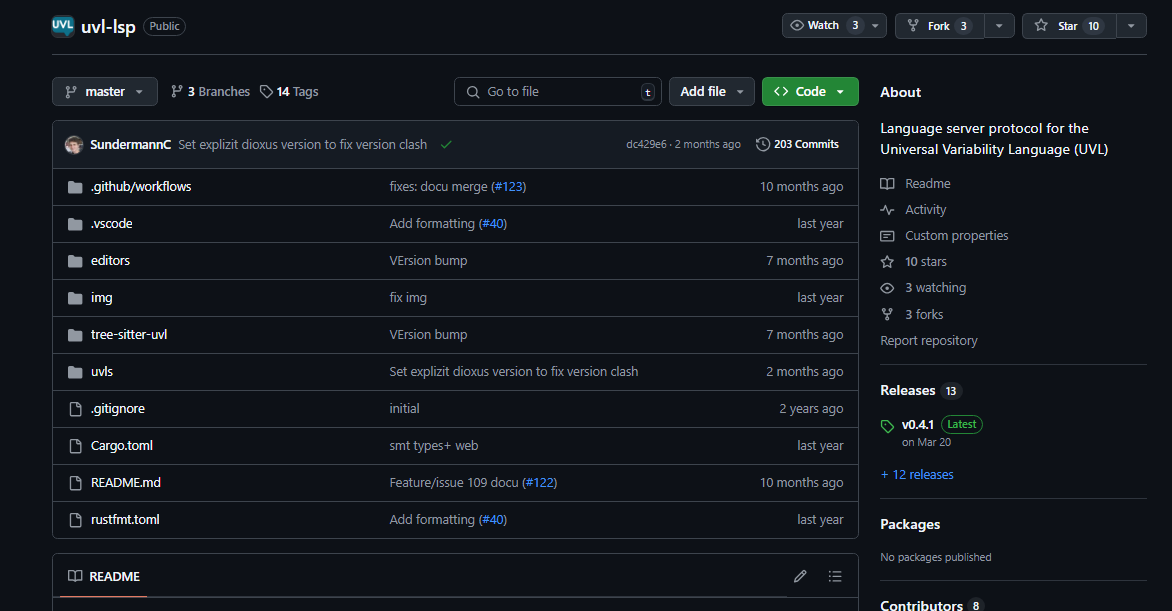 UVL uvl-lsp Public Watch 3 Fork 3 Star 10
master 3 Branches 14 Tags Go to file t Add file Code
SundermannC Set explizit dioxus version to fix version clash dc429e6 · 2 months ago 203 Commits
.github/workflows fixes: docu merge (#123) 10 months ago
.vscode Add formatting (#40) last year
editors VErsion bump 7 months ago
img fix img last year
tree-sitter-uvl VErsion bump 7 months ago
uvls Set explizit dioxus version to fix version clash 2 months ago
.gitignore initial 2 years ago
Cargo.toml smt types+ web last year
README.md Feature/issue 109 docu (#122) 10 months ago
rustfmt.toml Add formatting (#40) last year
README
About
Language server protocol for the
Universal Variability Language (UVL)
Readme
Activity
Custom properties
10 stars
3 watching
3 forks
Report repository
Releases 13
v0.4.1 Latest
on Mar 20
+ 12 releases
Packages
No packages published
Contributors 8